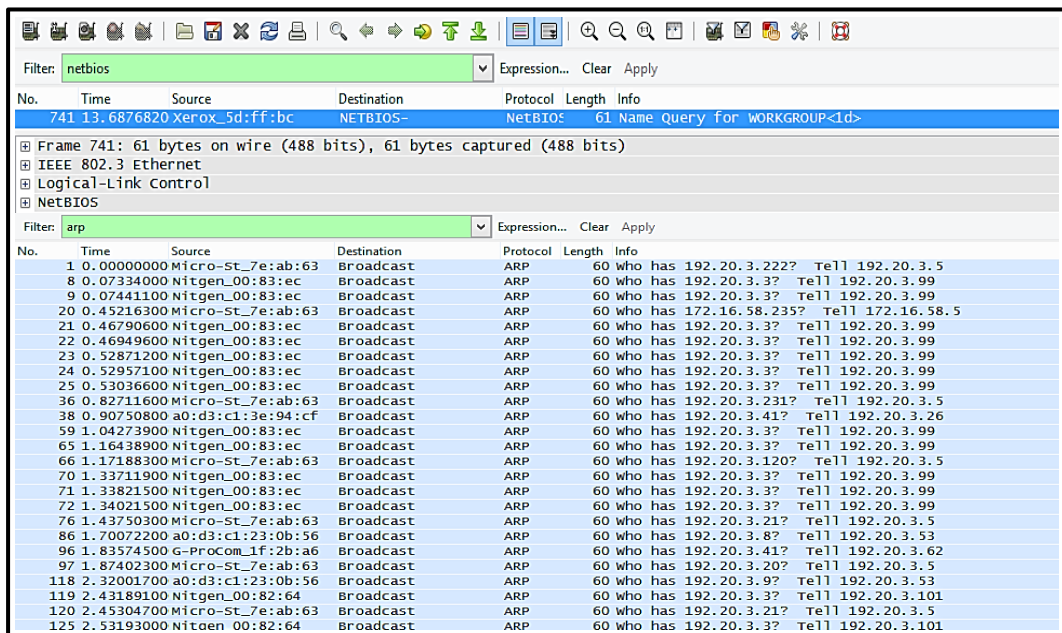 Filter: netbios Expression... Clear Apply
No. Time Source Destination Protocol Length Info
741 13.6876820 Xerox_5d:ff:bc NETBIOS- NetBIOS 61 Name Query for WORKGROUP<1d>
Frame 741: 61 bytes on wire (488 bits), 61 bytes captured (488 bits)
IEEE 802.3 Ethernet
Logical-Link Control
NetBIOS
Filter: arp Expression... Clear Apply
No. Time Source Destination Protocol Length Info
1 0.00000000 Micro-St_7e:ab:63 Broadcast ARP 60 Who has 192.20.3.222? Tell 192.20.3.5
8 0.07334000 Nitgen_00:83:ec Broadcast ARP 60 Who has 192.20.3.3? Tell 192.20.3.99
9 0.07441100 Nitgen_00:83:ec Broadcast ARP 60 Who has 192.20.3.3? Tell 192.20.3.99
20 0.45216300 Micro-St_7e:ab:63 Broadcast ARP 60 Who has 172.16.58.235? Tell 172.16.58.5
21 0.46790600 Nitgen_00:83:ec Broadcast ARP 60 Who has 192.20.3.3? Tell 192.20.3.99
22 0.46949600 Nitgen_00:83:ec Broadcast ARP 60 Who has 192.20.3.3? Tell 192.20.3.99
23 0.52871200 Nitgen_00:83:ec Broadcast ARP 60 Who has 192.20.3.3? Tell 192.20.3.99
24 0.52957100 Nitgen_00:83:ec Broadcast ARP 60 Who has 192.20.3.3? Tell 192.20.3.99
25 0.53036600 Nitgen_00:83:ec Broadcast ARP 60 Who has 192.20.3.3? Tell 192.20.3.99
36 0.82711600 Micro-St_7e:ab:63 Broadcast ARP 60 Who has 192.20.3.231? Tell 192.20.3.5
38 0.90750800 a0:d3:c1:3e:94:cf Broadcast ARP 60 Who has 192.20.3.41? Tell 192.20.3.26
59 1.04273900 Nitgen_00:83:ec Broadcast ARP 60 Who has 192.20.3.3? Tell 192.20.3.99
65 1.16438900 Nitgen_00:83:ec Broadcast ARP 60 Who has 192.20.3.3? Tell 192.20.3.99
66 1.17188300 Micro-St_7e:ab:63 Broadcast ARP 60 Who has 192.20.3.120? Tell 192.20.3.5
70 1.33711900 Nitgen_00:83:ec Broadcast ARP 60 Who has 192.20.3.3? Tell 192.20.3.99
71 1.33821500 Nitgen_00:83:ec Broadcast ARP 60 Who has 192.20.3.3? Tell 192.20.3.99
72 1.34021500 Nitgen_00:83:ec Broadcast ARP 60 Who has 192.20.3.3? Tell 192.20.3.99
76 1.43750300 Micro-St_7e:ab:63 Broadcast ARP 60 Who has 192.20.3.21? Tell 192.20.3.5
86 1.70072200 a0:d3:c1:23:0b:56 Broadcast ARP 60 Who has 192.20.3.8? Tell 192.20.3.53
96 1.83574500 G-ProCom_1f:2b:a6 Broadcast ARP 60 Who has 192.20.3.41? Tell 192.20.3.62
97 1.87402300 Micro-St_7e:ab:63 Broadcast ARP 60 Who has 192.20.3.20? Tell 192.20.3.5
118 2.32001700 a0:d3:c1:23:0b:56 Broadcast ARP 60 Who has 192.20.3.9? Tell 192.20.3.53
119 2.43189100 Nitgen_00:82:64 Broadcast ARP 60 Who has 192.20.3.3? Tell 192.20.3.101
120 2.45304700 Micro-St_7e:ab:63 Broadcast ARP 60 Who has 192.20.3.21? Tell 192.20.3.5
125 2.53193000 Nitgen_00:82:64 Broadcast ARP 60 Who has 192.20.3.3? Tell 192.20.3.101